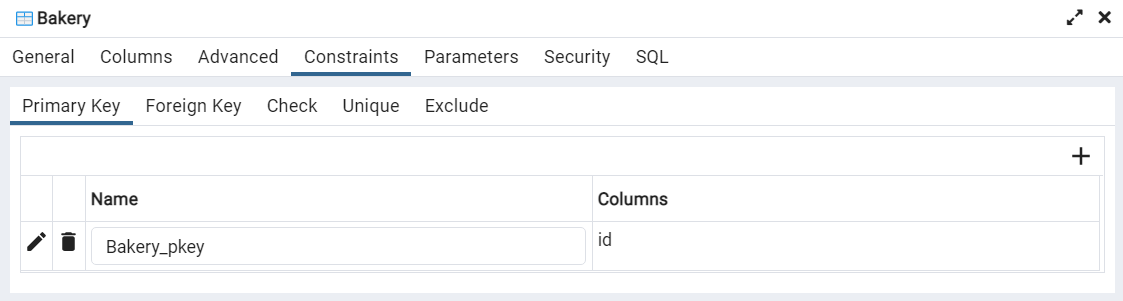 Bakery
General Columns Advanced Constraints Parameters Security SQL
Primary Key Foreign Key Check Unique Exclude
Name Columns
Bakery_pkey id